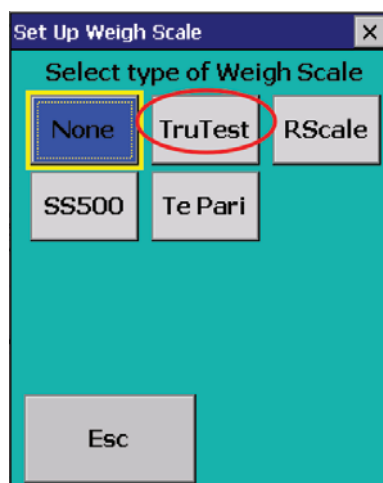 Set Up Weigh Scale
Select type of Weigh Scale
None TruTest RScale
SS500 Te Pari
Esc